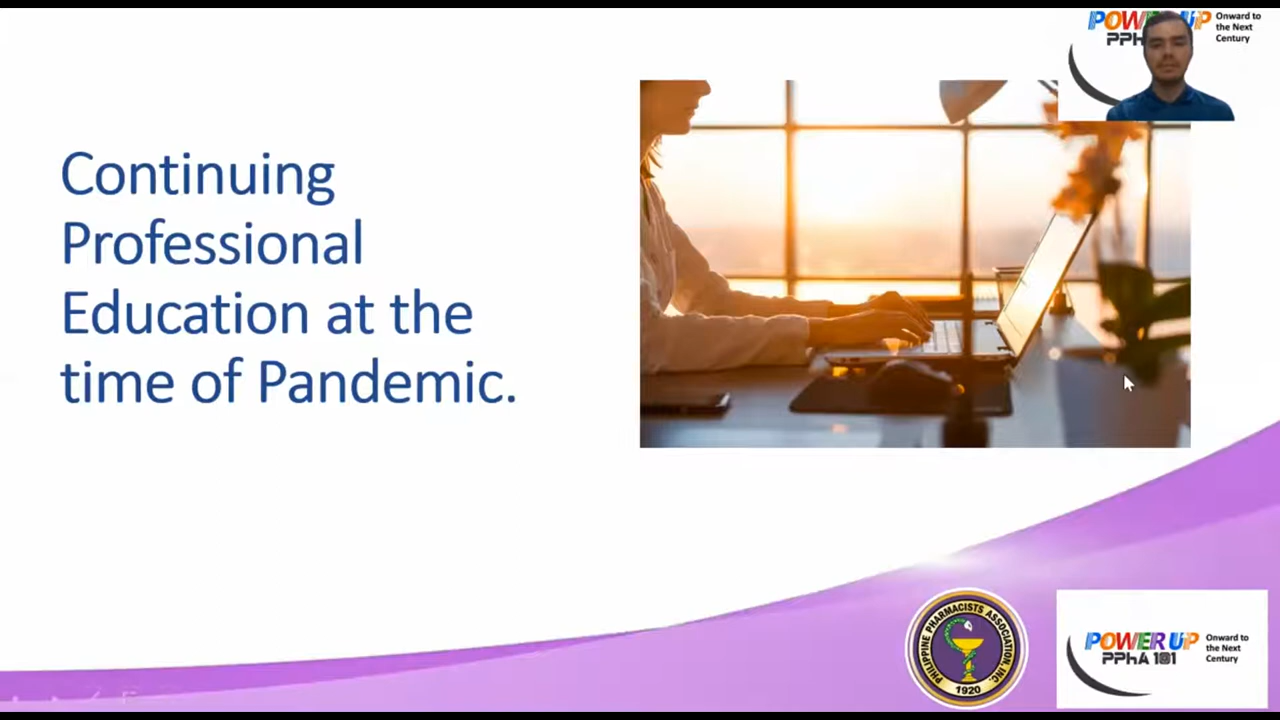 POWER UP
PPhA
Onward to
the Next
Century
Continuing
Professional
Education at the
time of Pandemic.
PHILIPPINE PHARMACISTS ASSOCIATION, INC.
1920
POWER UP
PPhA 101
Onward to
the Next
Century